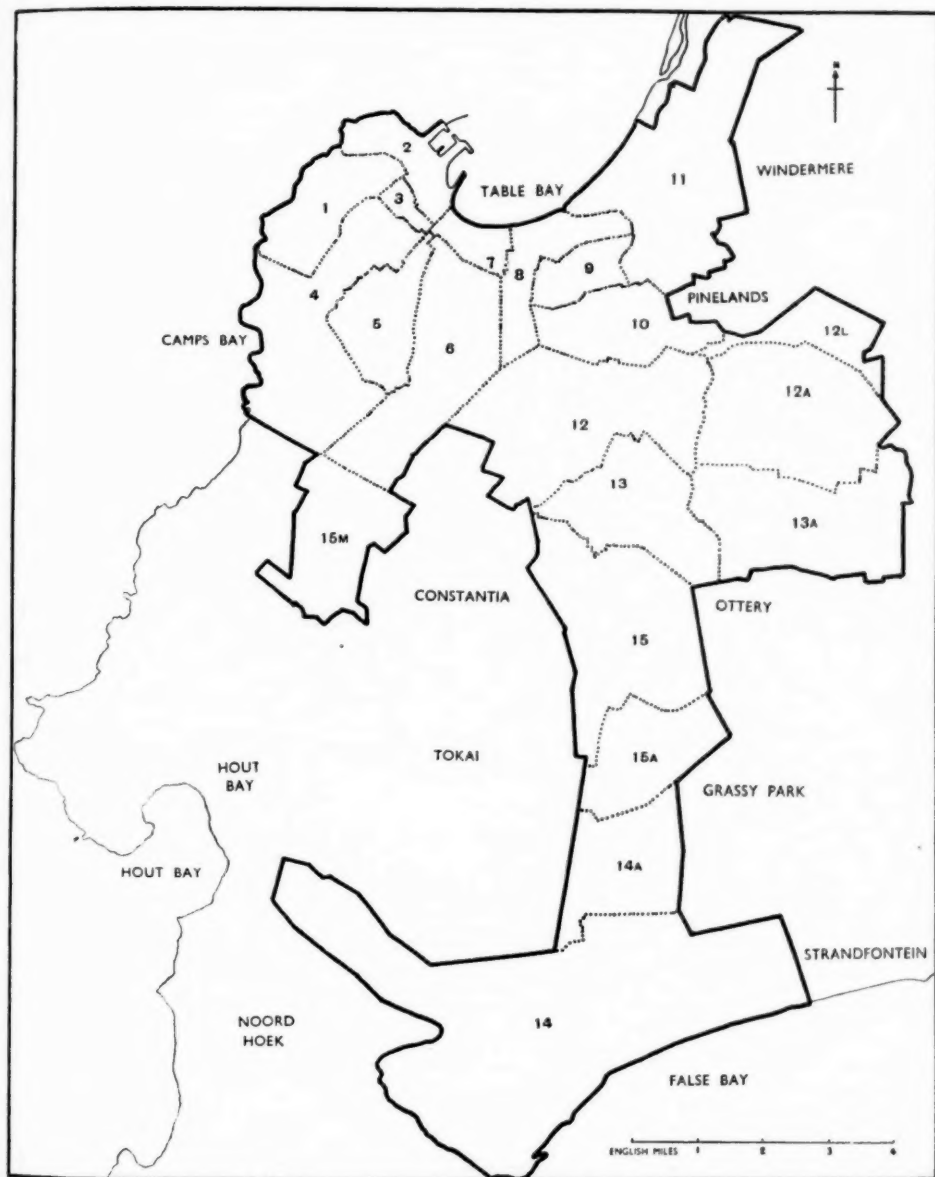 N
2
WINDERMERE
11
TABLE BAY
1
3
7
8
9
PINELANDS
4
10
12L
5
CAMPS BAY
6
12A
12
13
13A
15M
CONSTANTIA
OTTERY
15
TOKAI
15A
HOUT
BAY
GRASSY PARK
HOUT BAY
14A
STRANDFONTEIN
NOORD
HOEK
14
FALSE BAY
ENGLISH MILES 1 2 3 4